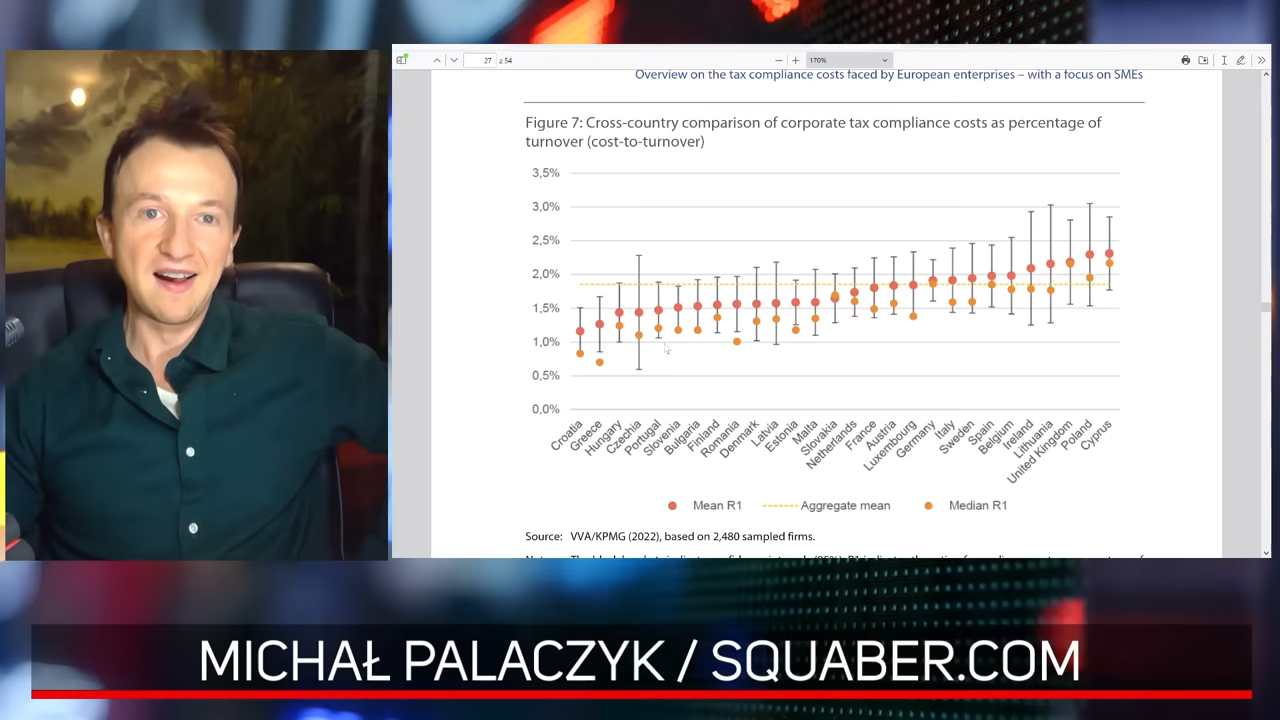 27
z 54
170%
Overview on the tax compliance costs faced by European enterprises – with a focus on SMEs
Figure 7: Cross-country comparison of corporate tax compliance costs as percentage of
turnover (cost-to-turnover)
3,5%
3,0%
2,5%
2,0%
1,5%
1,0%
0,5%
0,0%
Croatia
Greece
Hungary
Czechia
Portugal
Slovenia
Bulgaria
Finland
Romania
Denmark
Latvia
Estonia
Malta
Slovakia
Netherlands
France
Austria
Luxembourg
Germany
Italy
Sweden
Spain
Belgium
Ireland
Lithuania
United Kingdom
Poland
Cyprus
Mean R1
Aggregate mean
Median R1
Source: VVA/KPMG (2022), based on 2,480 sampled firms.
MICHAŁ PALACZYK / SQUABER.COM